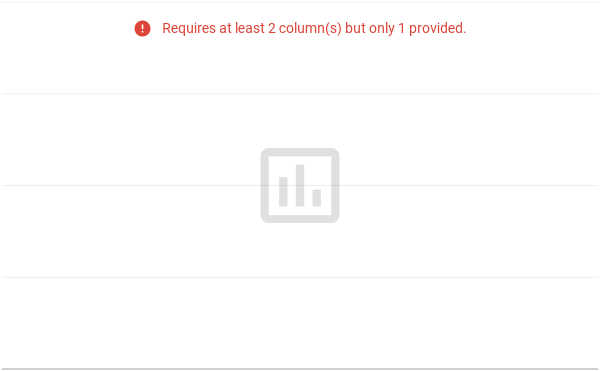 Requires at least 2 column(s) but only 1 provided.